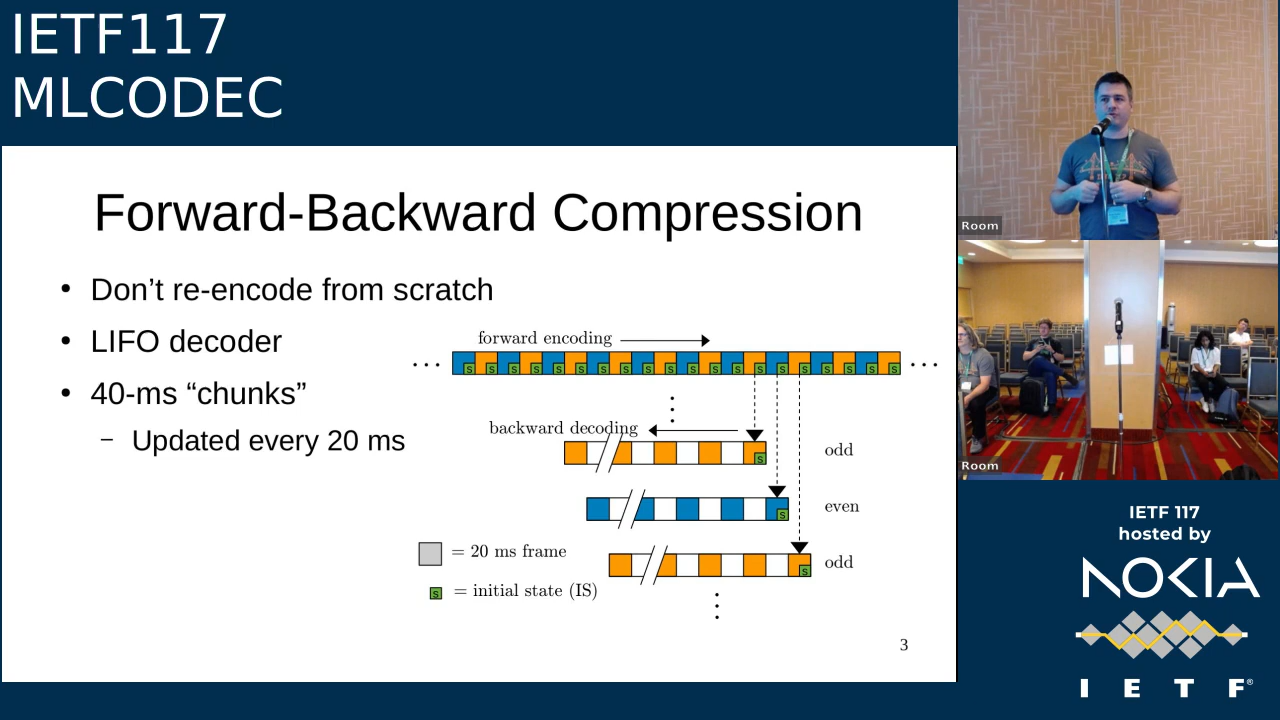 IETF117
MLCODEC
Forward-Backward Compression
• Don’t re-encode from scratch
• LIFO decoder
• 40-ms “chunks”
– Updated every 20 ms
forward encoding
s s s s s s s s s s s s s s s s s s s s
backward decoding
s
odd
s
even
s
odd
= 20 ms frame
s = initial state (IS)
3
Room
Room
IETF 117
hosted by
NOKIA
I E T F®